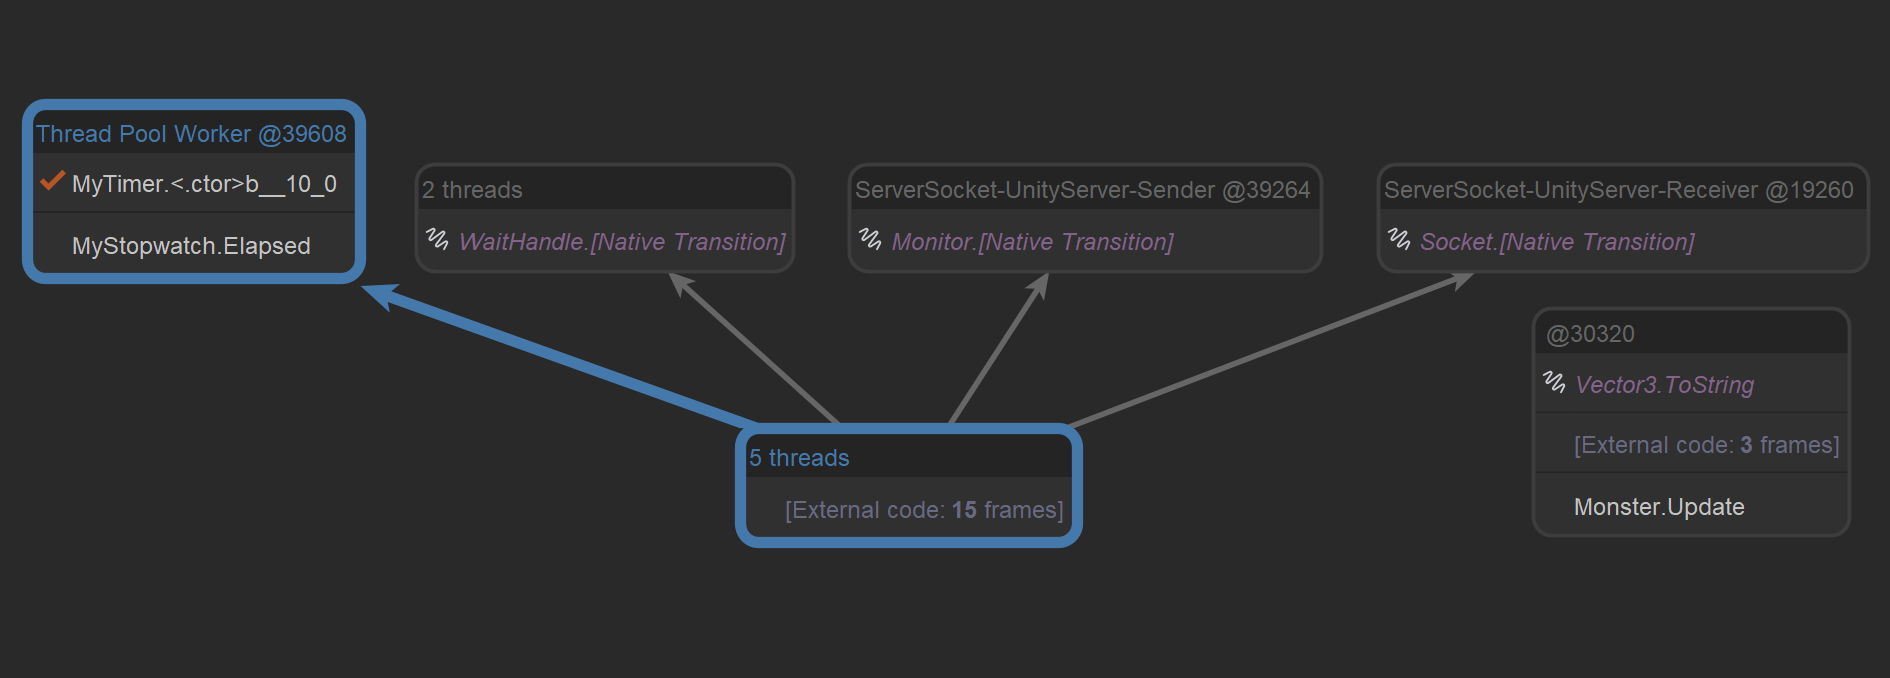 Thread Pool Worker @39608
MyTimer.<.ctor>b__10_0
MyStopwatch.Elapsed
2 threads
WaitHandle.[Native Transition]
ServerSocket-UnityServer-Sender @39264
Monitor.[Native Transition]
ServerSocket-UnityServer-Receiver @19260
Socket.[Native Transition]
@30320
Vector3.ToString
[External code: 3 frames]
Monster.Update
5 threads
[External code: 15 frames]